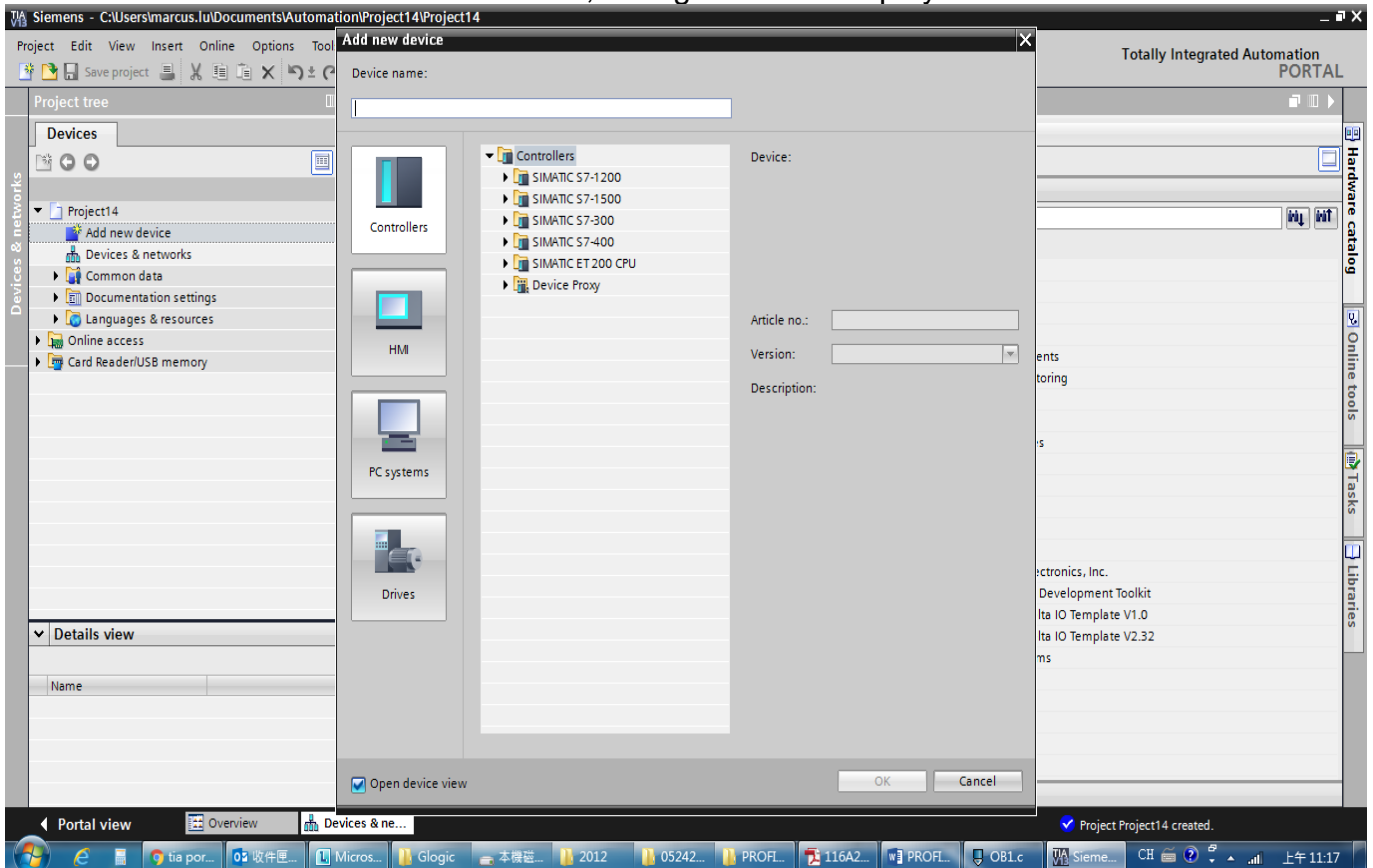 Siemens - C:\Users\marcus.lu\Documents\Automation\Project14\Project14
Project Edit View Insert Online Options Tool
Save project
Totally Integrated Automation
PORTAL
Project tree
Devices
Project14
Add new device
Devices & networks
Common data
Documentation settings
Languages & resources
Online access
Card Reader/USB memory
Details view
Name
Devices & networks
Add new device
Device name:
Controllers
HMI
PC systems
Drives
Controllers
SIMATIC S7-1200
SIMATIC S7-1500
SIMATIC S7-300
SIMATIC S7-400
SIMATIC ET 200 CPU
Device Proxy
Device:
Article no.:
Version:
Description:
Open device view
OK
Cancel
ents
toring
s
ectronics, Inc.
Development Toolkit
lta IO Template V1.0
lta IO Template V2.32
ms
Hardware catalog
Online tools
Tasks
Libraries
Portal view
Overview
Devices & ne...
Project Project14 created.
tia por...
收件匣...
Micros...
Glogic
本機磁...
2012
05242...
PROFI...
116A2...
PROFI...
OB1.c
Sieme...
CH
上午 11:17